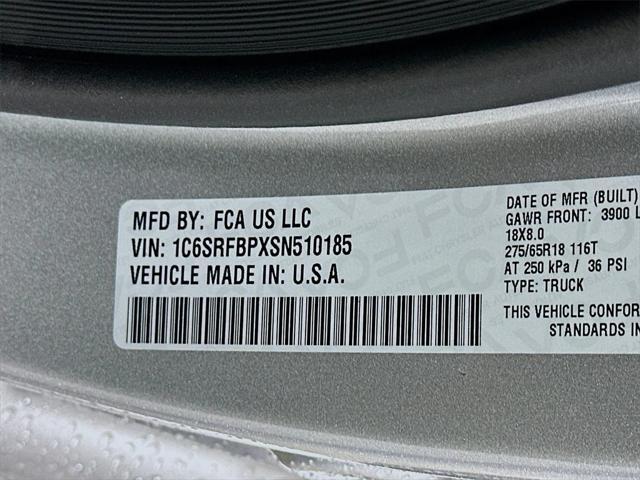 MFD BY: FCA US LLC
VIN: 1C6SRFBPXSN510185
VEHICLE MADE IN: U.S.A.
DATE OF MFR (BUILT)
GAWR FRONT: 3900 L
18X8.0
275/65R18 116T
AT 250 kPa / 36 PSI
TYPE: TRUCK
THIS VEHICLE CONFOR
STANDARDS IN